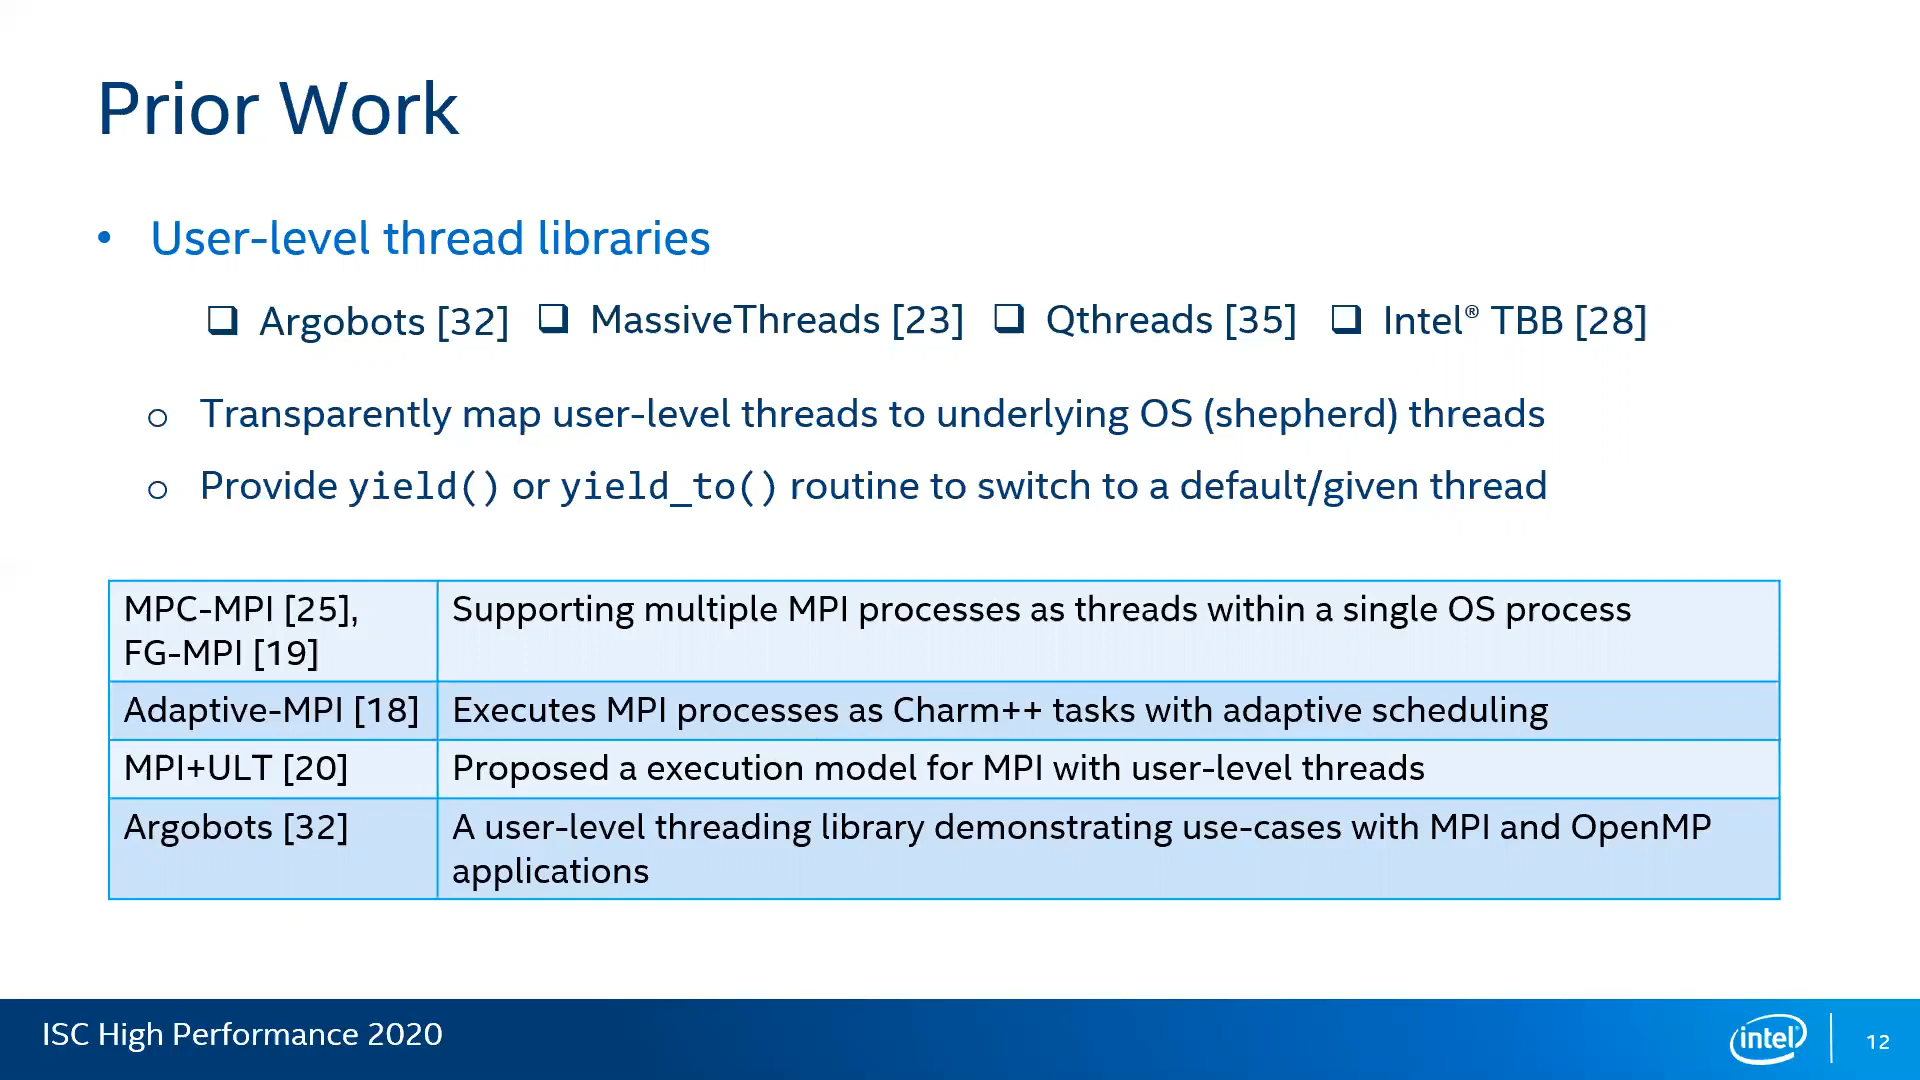 Prior Work
• User-level thread libraries
❑ Argobots [32] ❑ MassiveThreads [23] ❑ Qthreads [35] ❑ Intel® TBB [28]
o Transparently map user-level threads to underlying OS (shepherd) threads
o Provide yield() or yield_to() routine to switch to a default/given thread
MPC-MPI [25], Supporting multiple MPI processes as threads within a single OS process
FG-MPI [19]
Adaptive-MPI [18] Executes MPI processes as Charm++ tasks with adaptive scheduling
MPI+ULT [20] Proposed a execution model for MPI with user-level threads
Argobots [32] A user-level threading library demonstrating use-cases with MPI and OpenMP
applications
ISC High Performance 2020
intel® 12